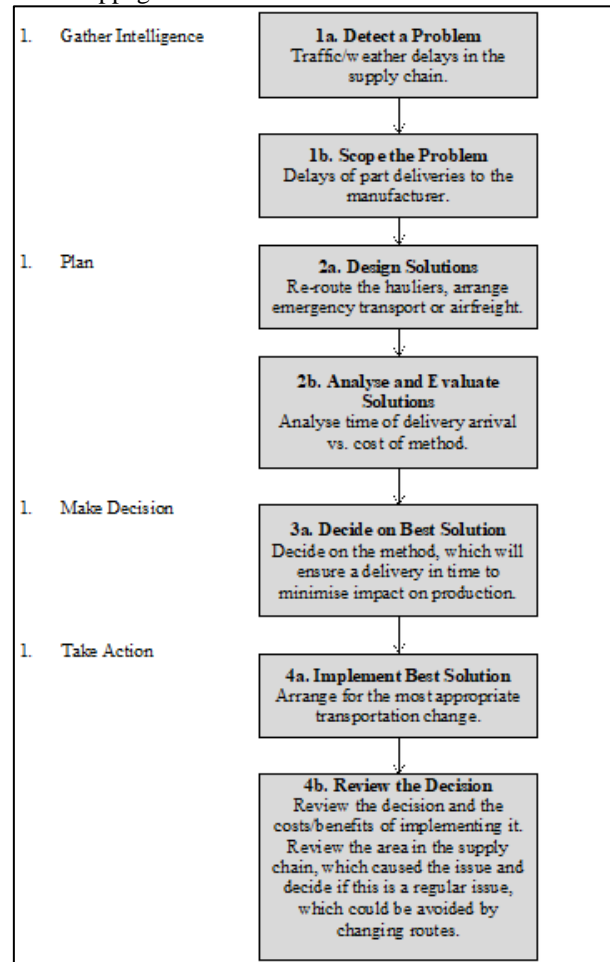 1. Gather Intelligence
1a. Detect a Problem
Traffic/weather delays in the
supply chain.
1b. Scope the Problem
Delays of part deliveries to the
manufacturer.
1. Plan
2a. Design Solutions
Re-route the hauliers, arrange
emergency transport or airfreight.
2b. Analyse and Evaluate
Solutions
Analyse time of delivery arrival
vs. cost of method.
1. Make Decision
3a. Decide on Best Solution
Decide on the method, which will
ensure a delivery in time to
minimise impact on production.
1. Take Action
4a. Implement Best Solution
Arrange for the most appropriate
transportation change.
4b. Review the Decision
Review the decision and the
costs/benefits of implementing it.
Review the area in the supply
chain, which caused the issue and
decide if this is a regular issue,
which could be avoided by
changing routes.